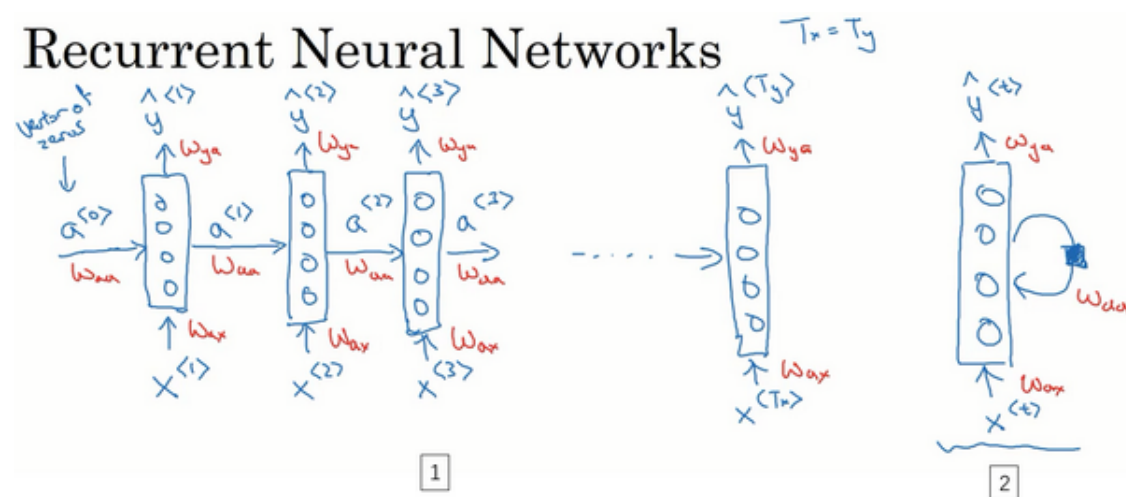 Recurrent Neural Networks
Tx = Ty
vector of
zeros
ŷ<1> ŷ<2> ŷ<3> ŷ<Ty> ŷ<t>
Wya Wya Wya Wya Wya
a<0> a<1> a<2> a<3>
Waa Waa Waa Waa Waa
Wax Wax Wax Wax Wax
x<1> x<2> x<3> x<Tx> x<t>
1 2